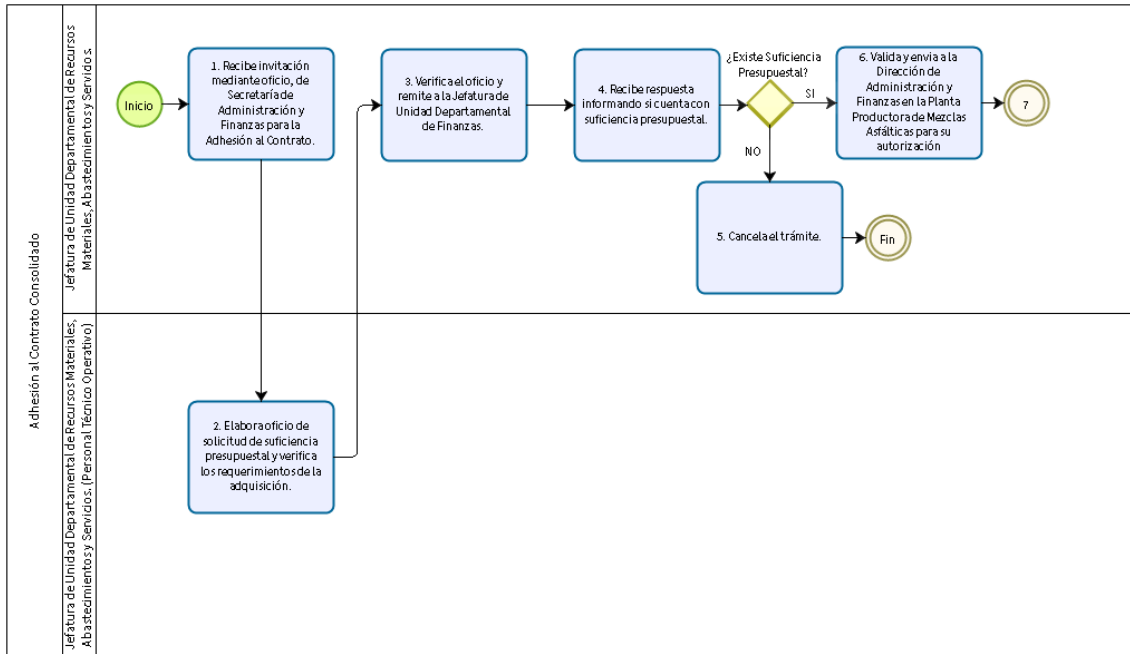 Adhesión al Contrato Consolidado
Jefatura de Unidad Departamental de Recursos
Materiales, Abastecimientos y Servicios.
Inicio
1. Recibe invitación
mediante oficio, de
Secretaría de
Administración y
Finanzas para la
Adhesión al Contrato.
3. Verifica el oficio y
remite a la Jefatura de
Unidad Departamental
de Finanzas.
4. Recibe respuesta
informando si cuenta con
suficiencia presupuestal.
¿Existe Suficiencia
Presupuestal?
SI
NO
6. Valida y envia a la
Dirección de
Administración y
Finanzas en la Planta
Productora de Mezclas
Asfálticas para su
autorización
7
5. Cancela el trámite.
Fin
Jefatura de Unidad Departamental de Recursos Materiales,
Abastecimientos y Servicios. (Personal Técnico Operativo)
2. Elabora oficio de
solicitud de suficiencia
presupuestal y verifica
los requerimientos de la
adquisición.